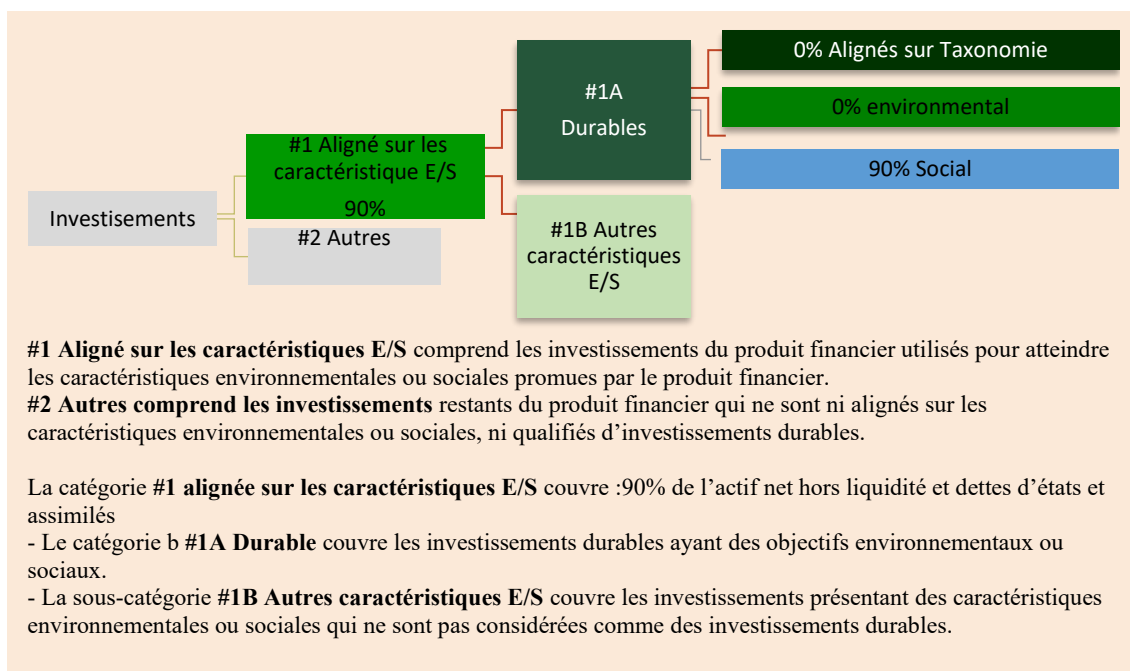 0% Alignés sur Taxonomie
#1A
Durables
0% environmental
#1 Aligné sur les
caractéristique E/S
90%
90% Social
Investisements
#2 Autres
#1B Autres
caractéristiques
E/S
#1 Aligné sur les caractéristiques E/S comprend les investissements du produit financier utilisés pour atteindre
les caractéristiques environnementales ou sociales promues par le produit financier.
#2 Autres comprend les investissements restants du produit financier qui ne sont ni alignés sur les
caractéristiques environnementales ou sociales, ni qualifiés d’investissements durables.
La catégorie #1 alignée sur les caractéristiques E/S couvre :90% de l’actif net hors liquidité et dettes d’états et
assimilés
- Le catégorie b #1A Durable couvre les investissements durables ayant des objectifs environnementaux ou
sociaux.
- La sous-catégorie #1B Autres caractéristiques E/S couvre les investissements présentant des caractéristiques
environnementales ou sociales qui ne sont pas considérées comme des investissements durables.